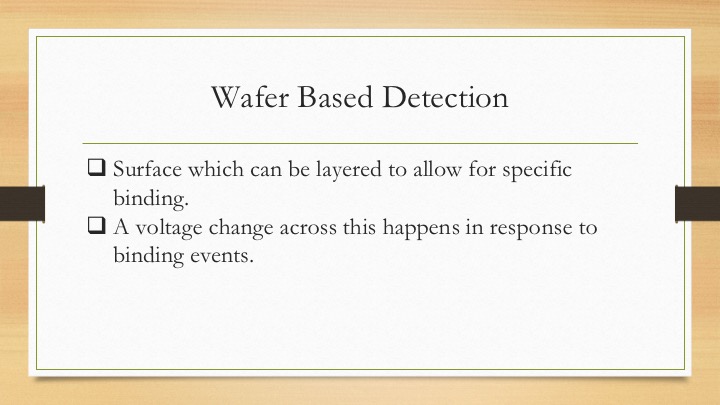 Wafer Based Detection
❑ Surface which can be layered to allow for specific
binding.
❑ A voltage change across this happens in response to
binding events.